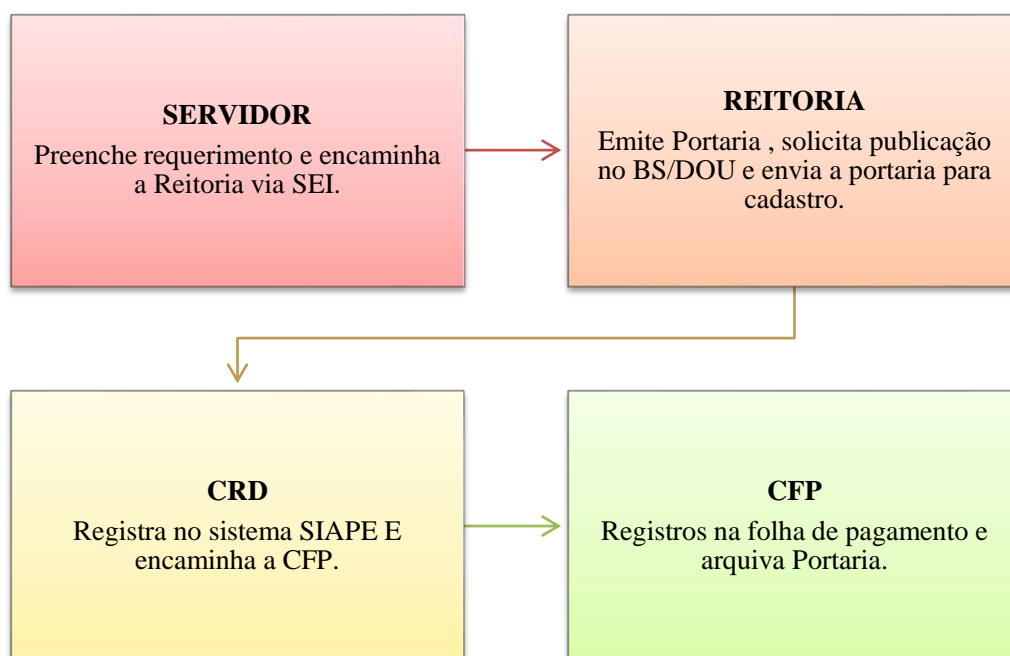 SERVIDOR
Preenche requerimento e encaminha
a Reitoria via SEI.
REITORIA
Emite Portaria , solicita publicação
no BS/DOU e envia a portaria para
cadastro.
CRD
Registra no sistema SIAPE E
encaminha a CFP.
CFP
Registros na folha de pagamento e
arquiva Portaria.